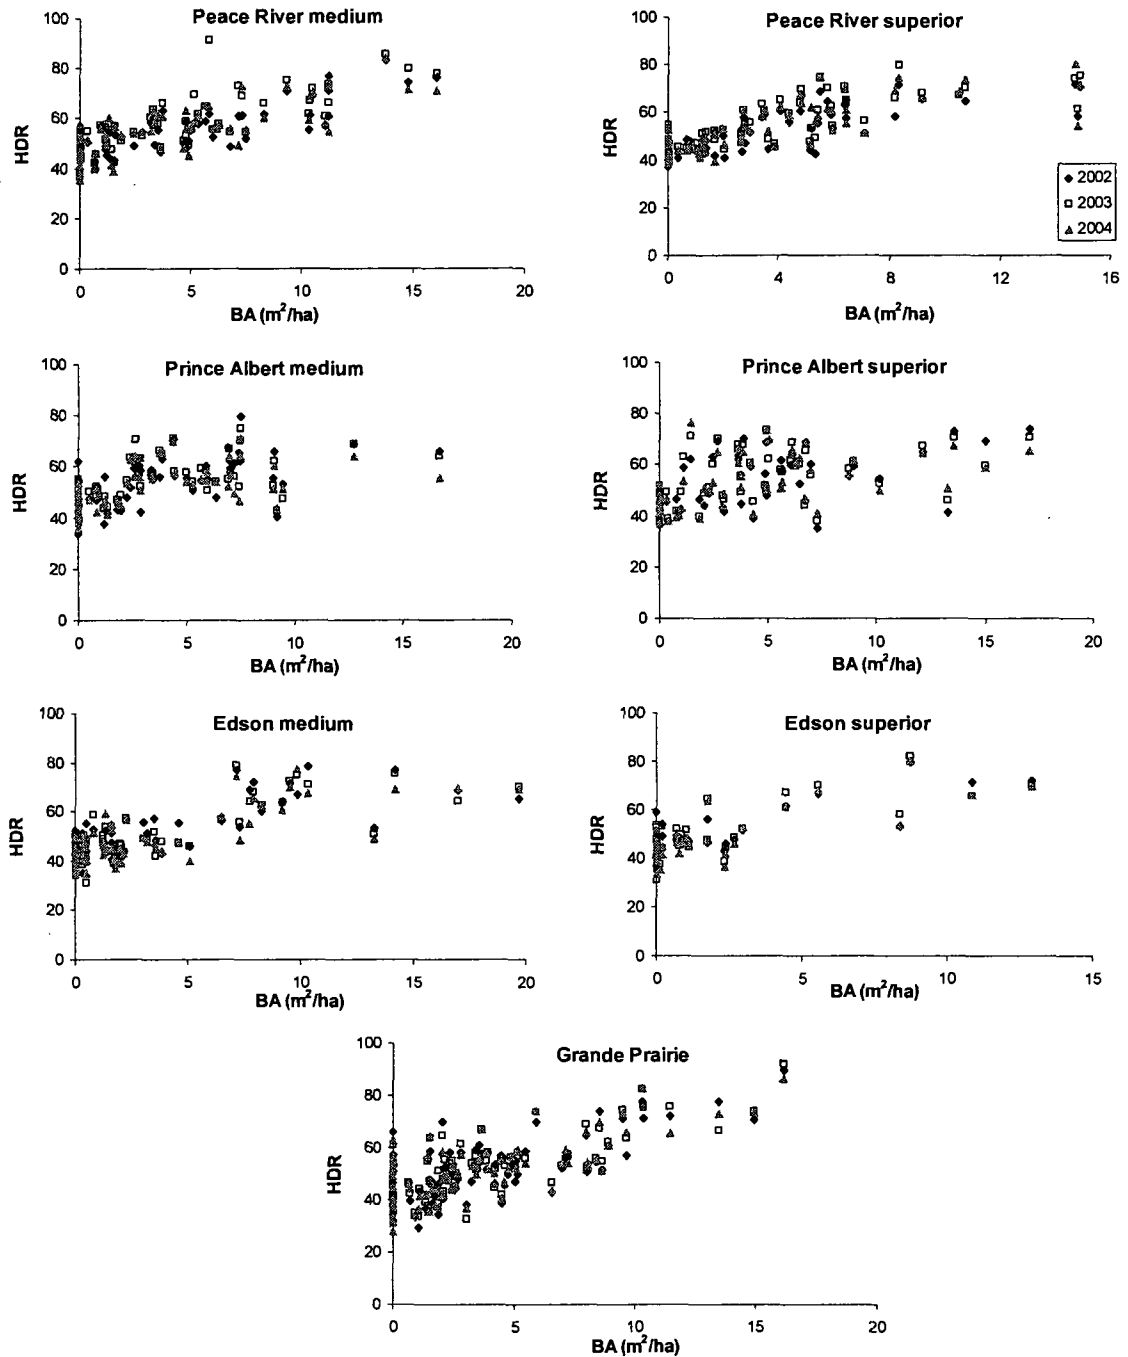 Peace River medium
100
80
60
40
20
0
HDR
0 5 10 15 20
BA (m²/ha)
Peace River superior
100
80
60
40
20
0
HDR
0 4 8 12 16
BA (m²/ha)
2002
2003
2004
Prince Albert medium
100
80
60
40
20
0
HDR
0 5 10 15 20
BA (m²/ha)
Prince Albert superior
100
80
60
40
20
0
HDR
0 5 10 15 20
BA (m²/ha)
Edson medium
100
80
60
40
20
0
HDR
0 5 10 15 20
BA (m²/ha)
Edson superior
100
80
60
40
20
0
HDR
0 5 10 15
BA (m²/ha)
Grande Prairie
100
80
60
40
20
0
HDR
0 5 10 15 20
BA (m²/ha)